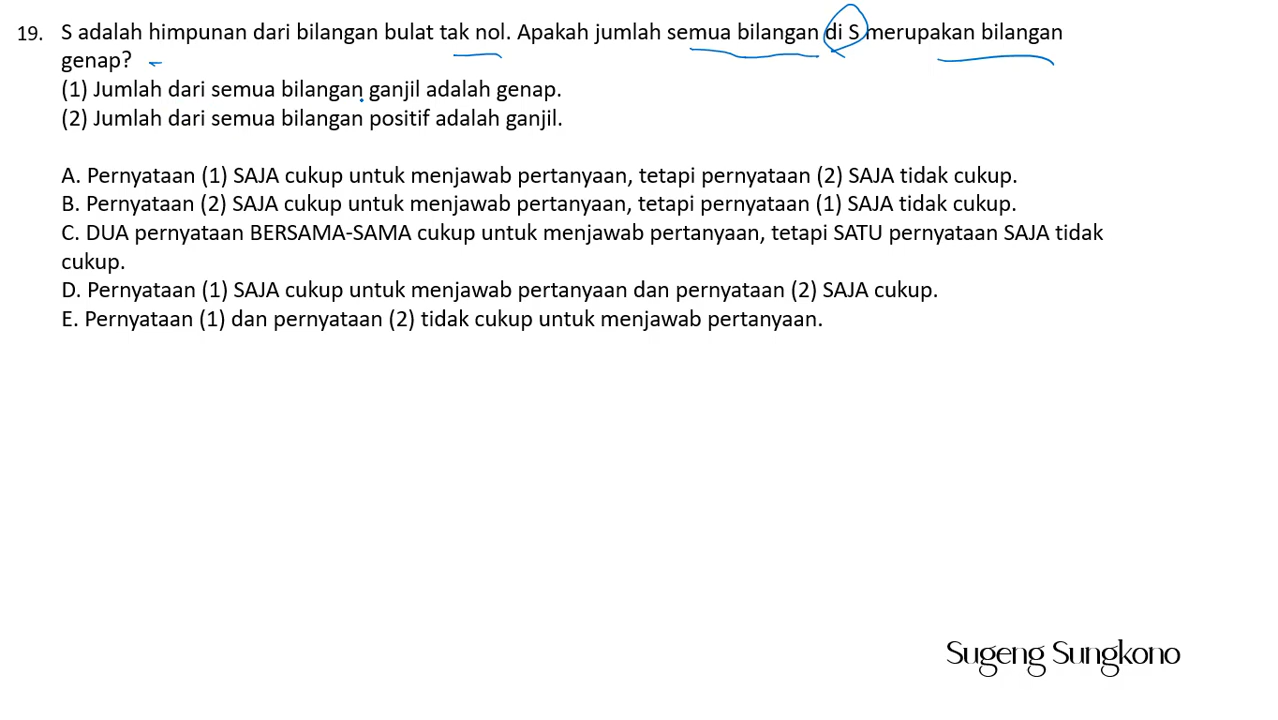 19. S adalah himpunan dari bilangan bulat tak nol. Apakah jumlah semua bilangan di S merupakan bilangan
genap?
(1) Jumlah dari semua bilangan ganjil adalah genap.
(2) Jumlah dari semua bilangan positif adalah ganjil.
A. Pernyataan (1) SAJA cukup untuk menjawab pertanyaan, tetapi pernyataan (2) SAJA tidak cukup.
B. Pernyataan (2) SAJA cukup untuk menjawab pertanyaan, tetapi pernyataan (1) SAJA tidak cukup.
C. DUA pernyataan BERSAMA-SAMA cukup untuk menjawab pertanyaan, tetapi SATU pernyataan SAJA tidak
cukup.
D. Pernyataan (1) SAJA cukup untuk menjawab pertanyaan dan pernyataan (2) SAJA cukup.
E. Pernyataan (1) dan pernyataan (2) tidak cukup untuk menjawab pertanyaan.
Sugeng Sungkono